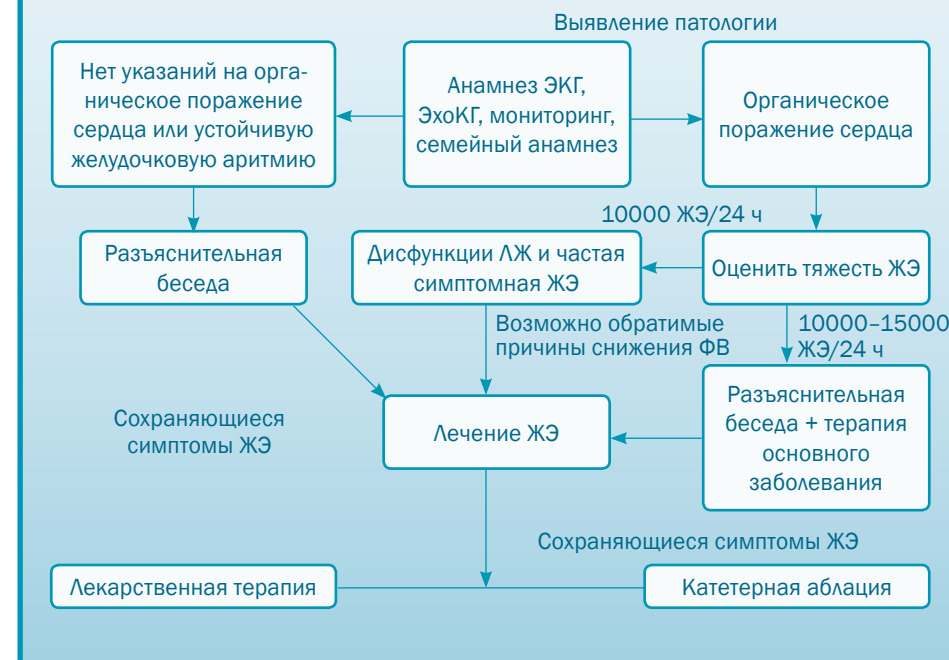 Выявление патологии
Нет указаний на орга-
ническое поражение
сердца или устойчивую
желудочковую аритмию
Анамнез ЭКГ,
ЭхоКГ, мониторинг,
семейный анамнез
Органическое
поражение сердца
10000 ЖЭ/24 ч
Разъяснительная
беседа
Дисфункции ЛЖ и частая
симптомная ЖЭ
Оценить тяжесть ЖЭ
Возможно обратимые
причины снижения ФВ
10000–15000
ЖЭ/24 ч
Сохраняющиеся
симптомы ЖЭ
Лечение ЖЭ
Разъяснительная
беседа + терапия
основного
заболевания
Сохраняющиеся симптомы ЖЭ
Лекарственная терапия
Катетерная аблация